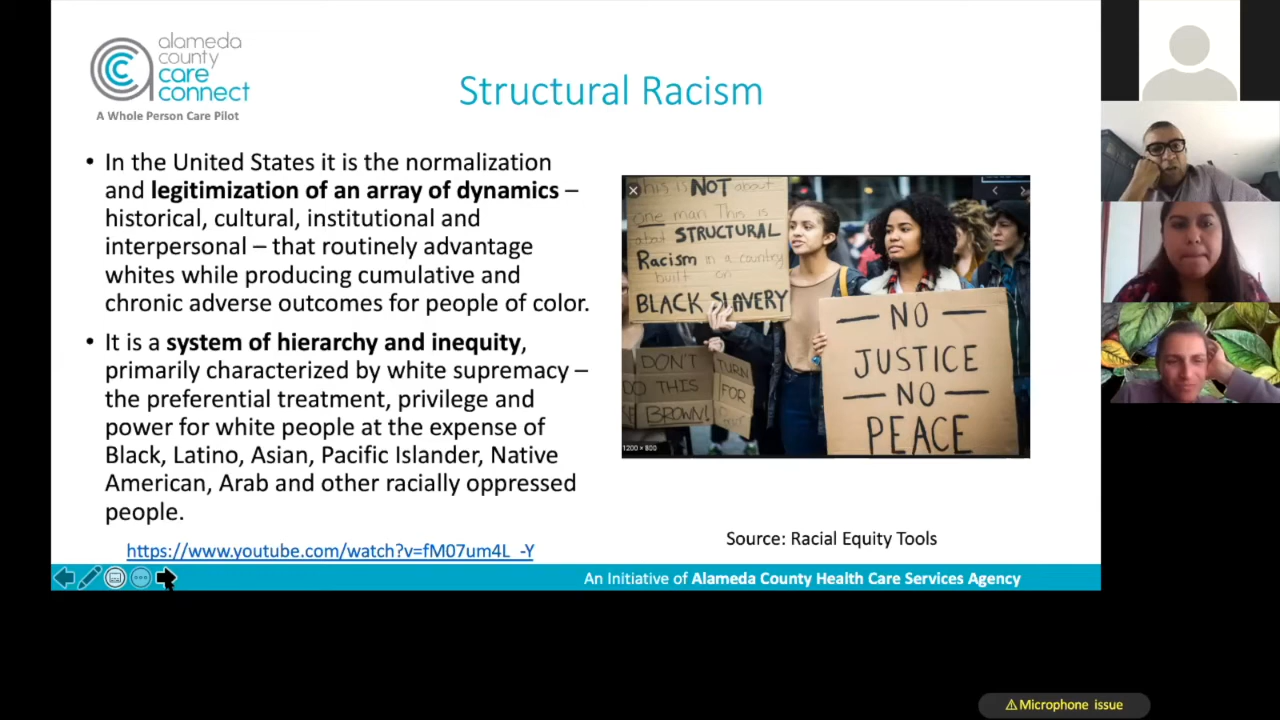 alameda
county
care
connect
A Whole Person Care Pilot
Structural Racism
• In the United States it is the normalization
and legitimization of an array of dynamics –
historical, cultural, institutional and
interpersonal – that routinely advantage
whites while producing cumulative and
chronic adverse outcomes for people of color.
• It is a system of hierarchy and inequity,
primarily characterized by white supremacy –
the preferential treatment, privilege and
power for white people at the expense of
Black, Latino, Asian, Pacific Islander, Native
American, Arab and other racially oppressed
people.
https://www.youtube.com/watch?v=fM07um4L_-Y
This is NOT about
one man This is
about STRUCTURAL
Racism in a country
built on
BLACK SLAVERY
DON'T
DO THIS
BROWN!
TURN
FOR
— NO —
JUSTICE
— NO —
PEACE
1200 × 800
Source: Racial Equity Tools
An Initiative of Alameda County Health Care Services Agency
Microphone issue